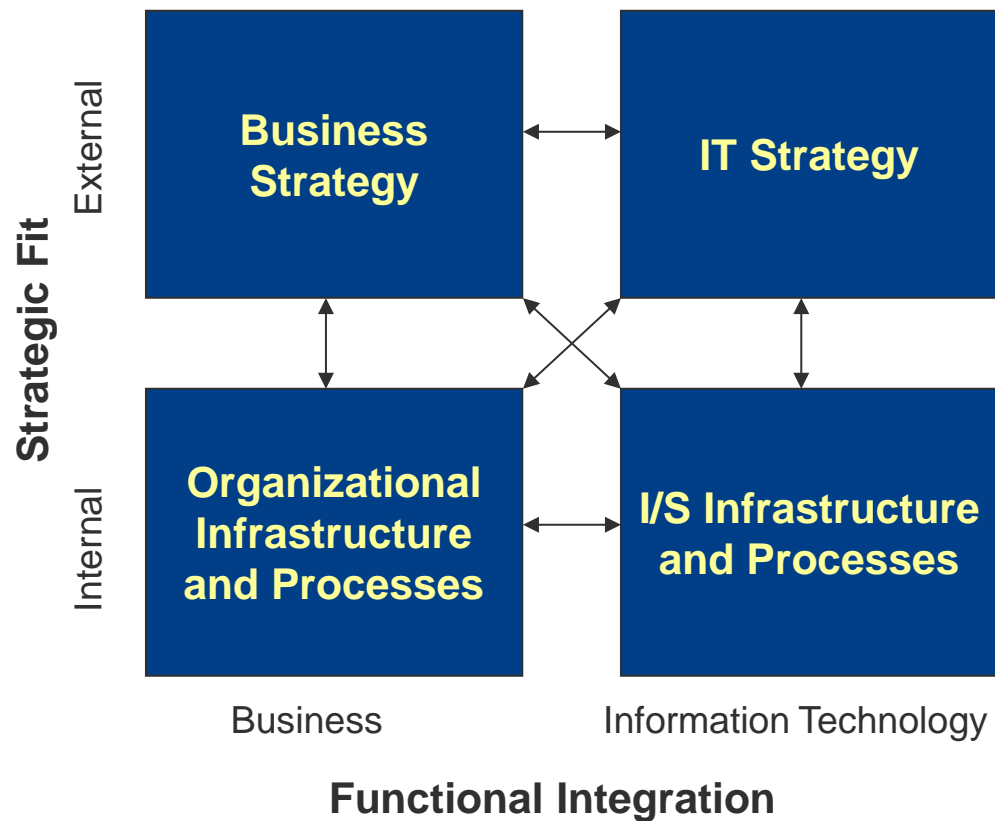 External
Business
Strategy
IT Strategy
Strategic Fit
Internal
Organizational
Infrastructure
and Processes
I/S Infrastructure
and Processes
Business
Information Technology
Functional Integration